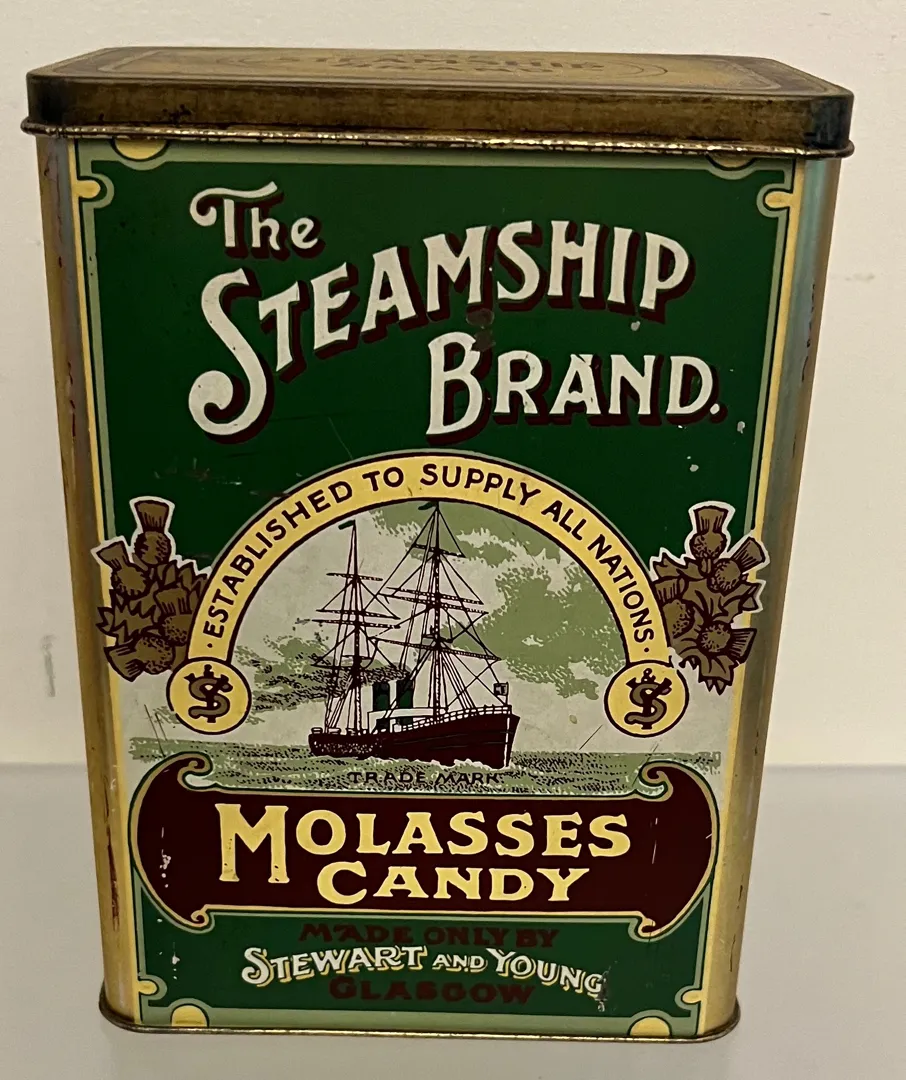 STEAMSHIP
The
STEAMSHIP
BRAND.
· ESTABLISHED TO SUPPLY ALL NATIONS ·
S&Y
S&Y
TRADE MARK
MOLASSES
CANDY
MADE ONLY BY
STEWART AND YOUNG
GLASGOW